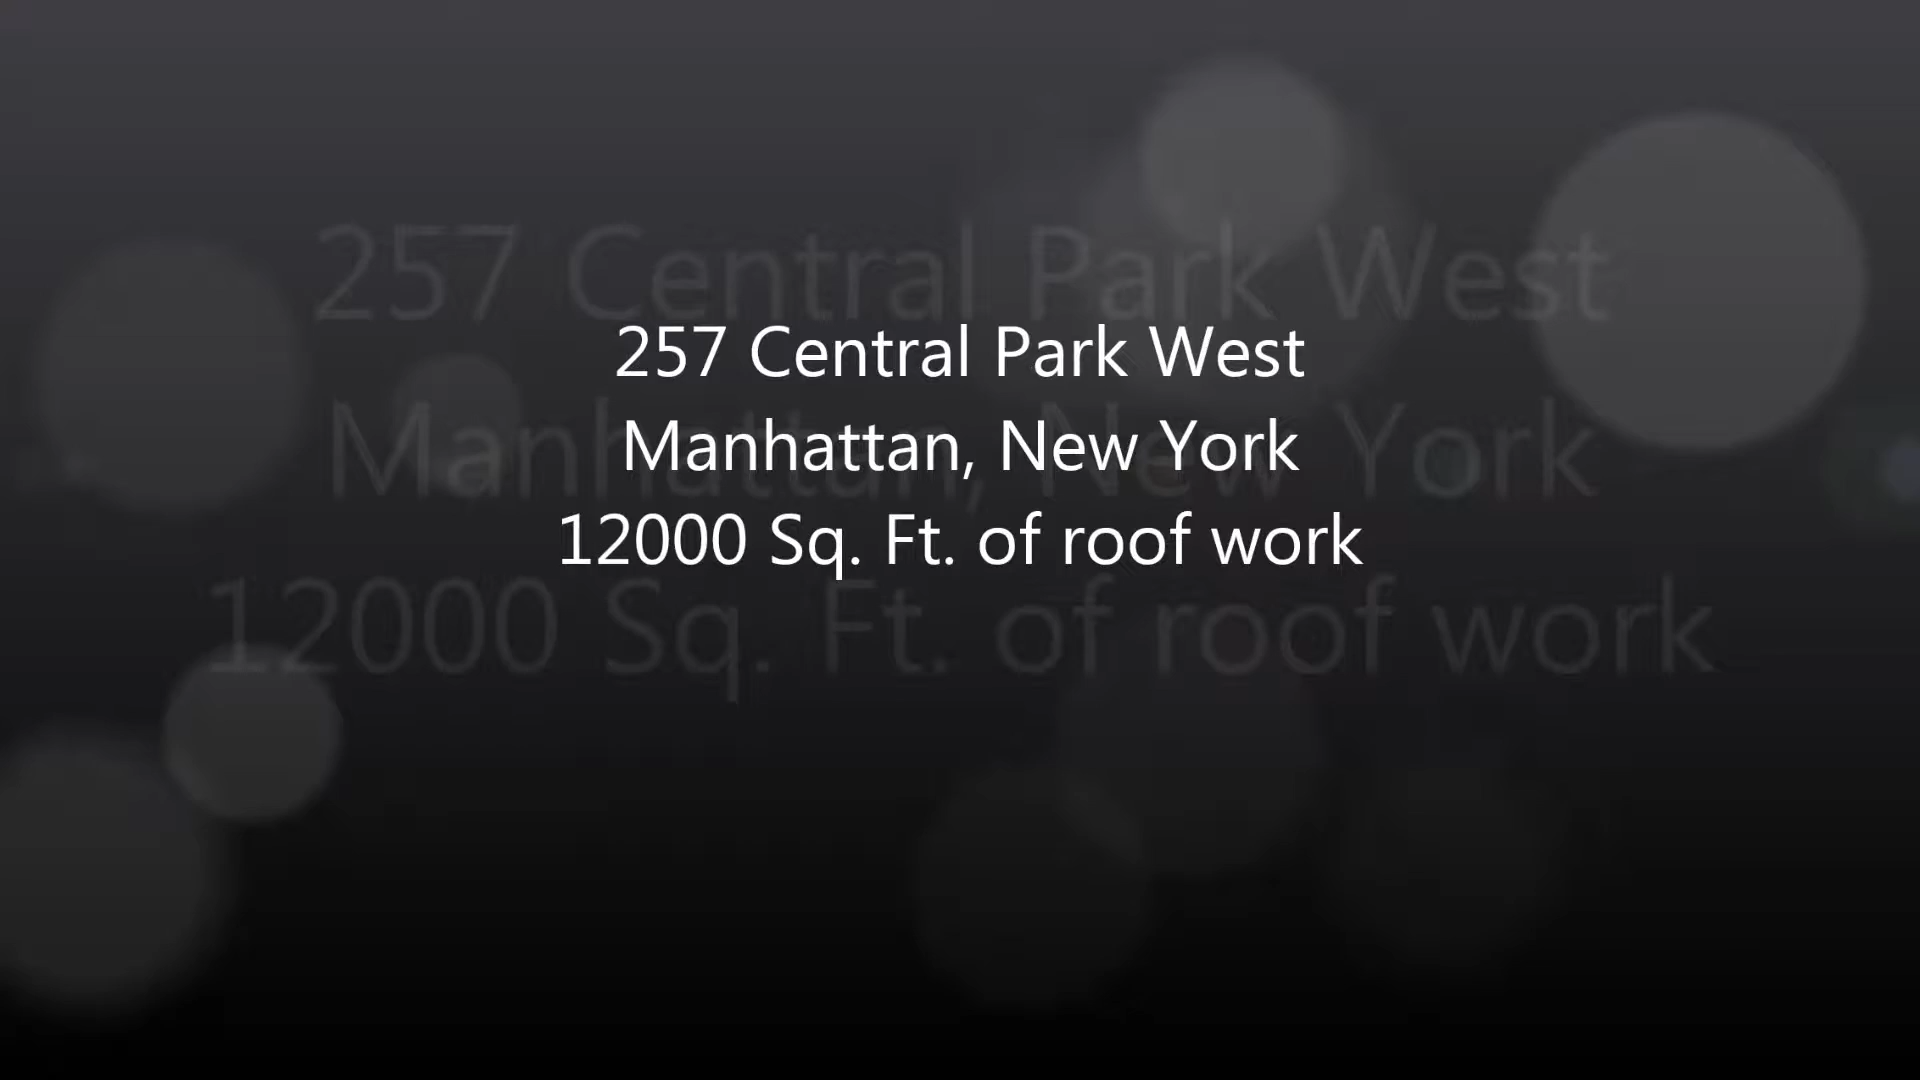 257 Central Park West
Manhattan, New York
12000 Sq. Ft. of roof work